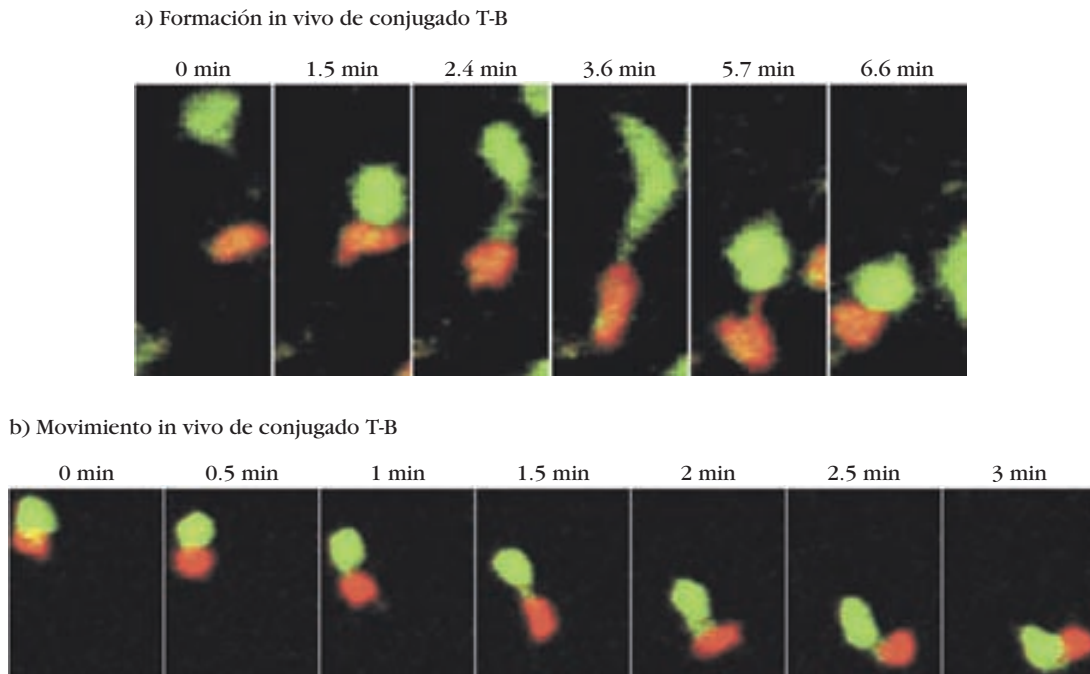 a) Formación in vivo de conjugado T-B
0 min 1.5 min 2.4 min 3.6 min 5.7 min 6.6 min
b) Movimiento in vivo de conjugado T-B
0 min 0.5 min 1 min 1.5 min 2 min 2.5 min 3 min